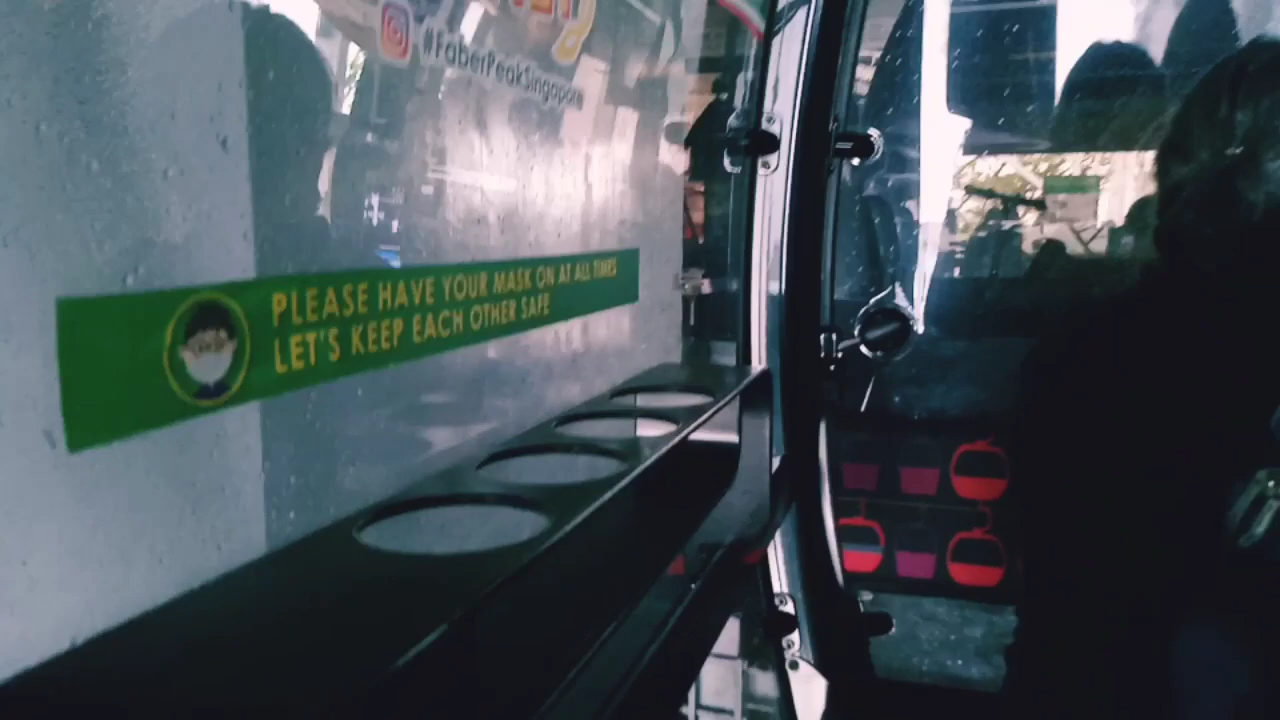 #FaberPeakSingapore
PLEASE HAVE YOUR MASK ON AT ALL TIMES
LET'S KEEP EACH OTHER SAFE